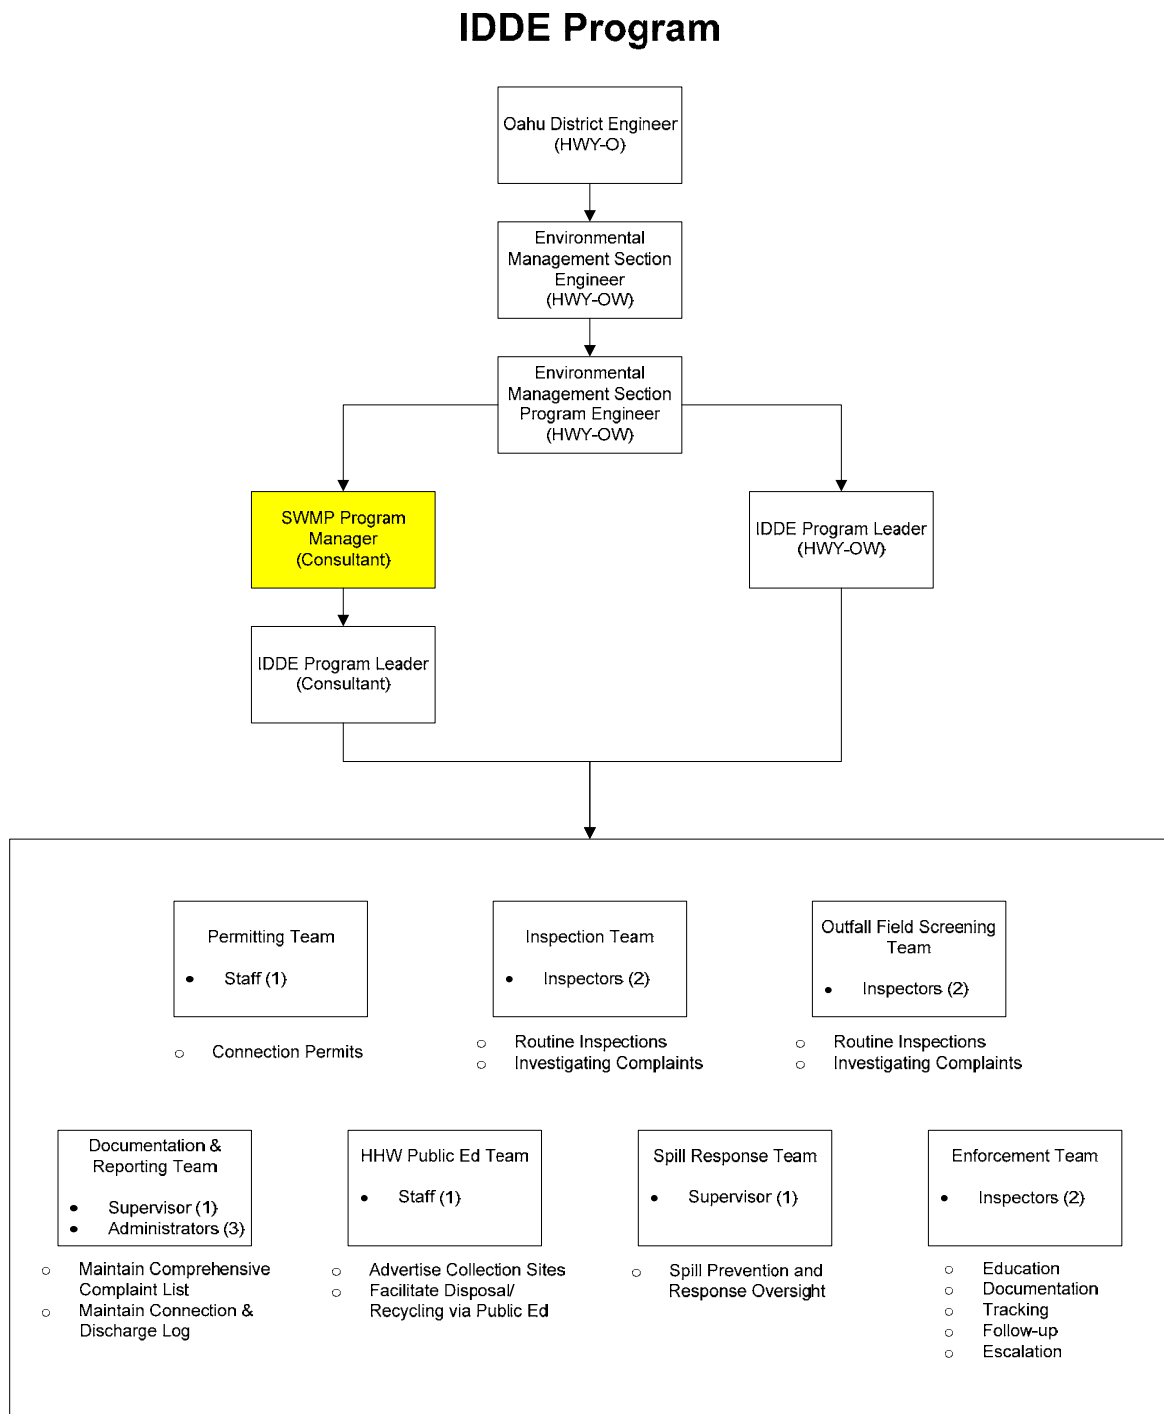 IDDE Program
Oahu District Engineer
(HWY-O)
Environmental
Management Section
Engineer
(HWY-OW)
Environmental
Management Section
Program Engineer
(HWY-OW)
SWMP Program
Manager
(Consultant)
IDDE Program Leader
(HWY-OW)
IDDE Program Leader
(Consultant)
Permitting Team
• Staff (1)
○ Connection Permits
Inspection Team
• Inspectors (2)
○ Routine Inspections
○ Investigating Complaints
Outfall Field Screening
Team
• Inspectors (2)
○ Routine Inspections
○ Investigating Complaints
Documentation &
Reporting Team
• Supervisor (1)
• Administrators (3)
○ Maintain Comprehensive
Complaint List
○ Maintain Connection &
Discharge Log
HHW Public Ed Team
• Staff (1)
○ Advertise Collection Sites
○ Facilitate Disposal/
Recycling via Public Ed
Spill Response Team
• Supervisor (1)
○ Spill Prevention and
Response Oversight
Enforcement Team
• Inspectors (2)
○ Education
○ Documentation
○ Tracking
○ Follow-up
○ Escalation